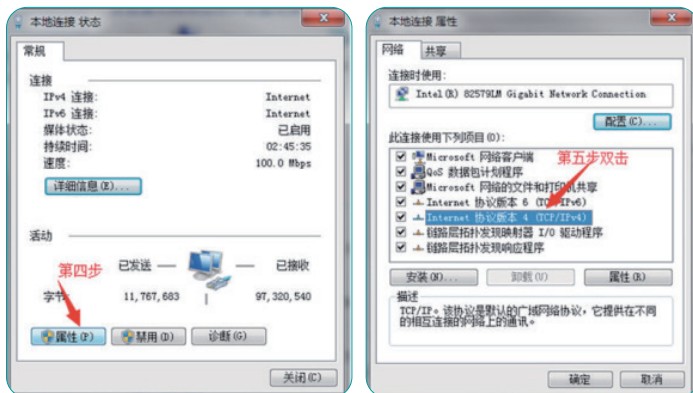 本地连接 状态
常规
连接
IPv4 连接: Internet
IPv6 连接: Internet
媒体状态: 已启用
持续时间: 02:45:35
速度: 100.0 Mbps
详细信息(E)...
活动
第四步
已发送 — — 已接收
字节: 11,767,683 97,320,540
属性(P) 禁用(D) 诊断(G)
关闭(C)
本地连接 属性
网络 共享
连接时使用:
Intel(R) 82579LM Gigabit Network Connection
配置(C)...
此连接使用下列项目(O):
第五步双击
Microsoft 网络客户端
QoS 数据包计划程序
Microsoft 网络的文件和打印机共享
Internet 协议版本 6 (TCP/IPv6)
Internet 协议版本 4 (TCP/IPv4)
链路层拓扑发现映射器 I/O 驱动程序
链路层拓扑发现响应程序
安装(N)... 卸载(U) 属性(R)
描述
TCP/IP。该协议是默认的广域网络协议，它提供在不同
的相互连接的网络上的通讯。
确定 取消